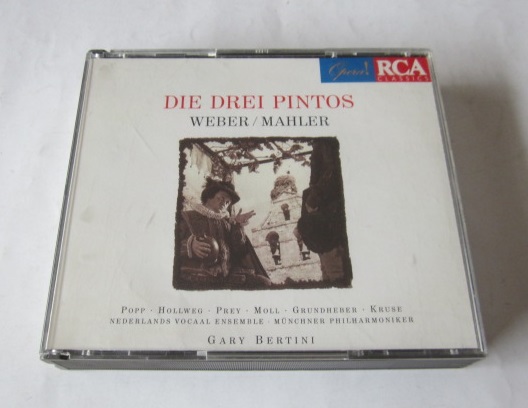 Opera!
RCA
CLASSICS
DIE DREI PINTOS
WEBER / MAHLER
POPP · HOLLWEG · PREY · MOLL · GRUNDHEBER · KRUSE
NEDERLANDS VOCAAL ENSEMBLE · MÜNCHNER PHILHARMONIKER
GARY BERTINI